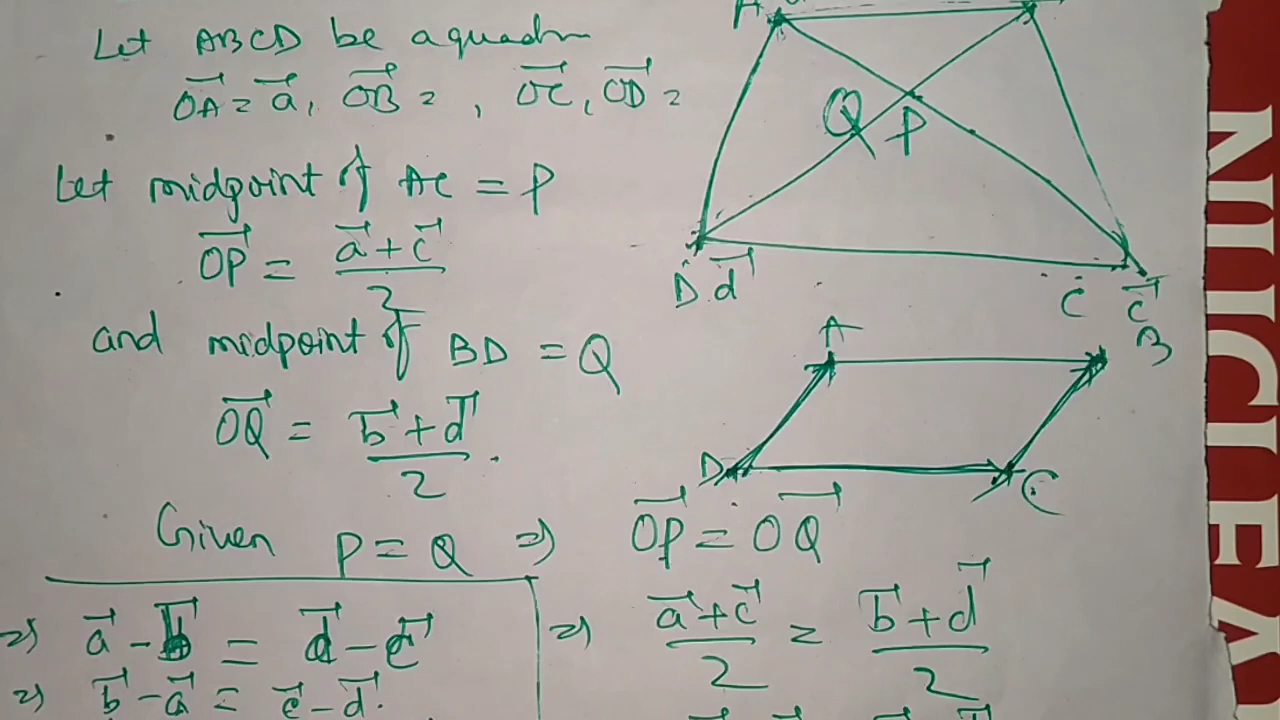 Let ABCD be a quadn
OA⃗ = a⃗, OB⃗ = , OC⃗, OD⃗ =
Let midpoint of AC = P
OP⃗ = (a⃗ + c⃗)/2
and midpoint of BD = Q
OQ⃗ = (b⃗ + d⃗)/2 .
Given P = Q ⇒ OP⃗ = OQ⃗
⇒ (a⃗ + c⃗)/2 = (b⃗ + d⃗)/2
⇒ a⃗ - b⃗ = d⃗ - c⃗
⇒ b⃗ - a⃗ = c⃗ - d⃗.
A
Q P
D d⃗
C c⃗
A
B
D
C